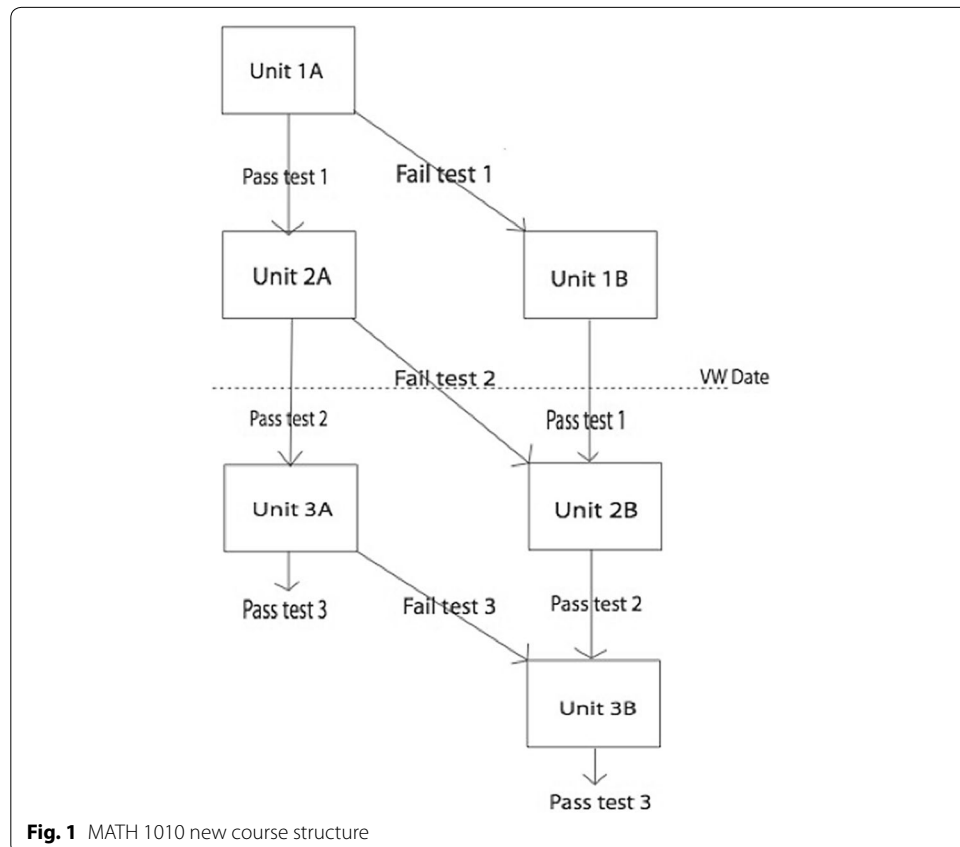 Unit 1A
Pass test 1
Fail test 1
Unit 2A
Unit 1B
Fail test 2
VW Date
Pass test 2
Pass test 1
Unit 3A
Unit 2B
Pass test 3
Fail test 3
Pass test 2
Unit 3B
Pass test 3
Fig. 1 MATH 1010 new course structure